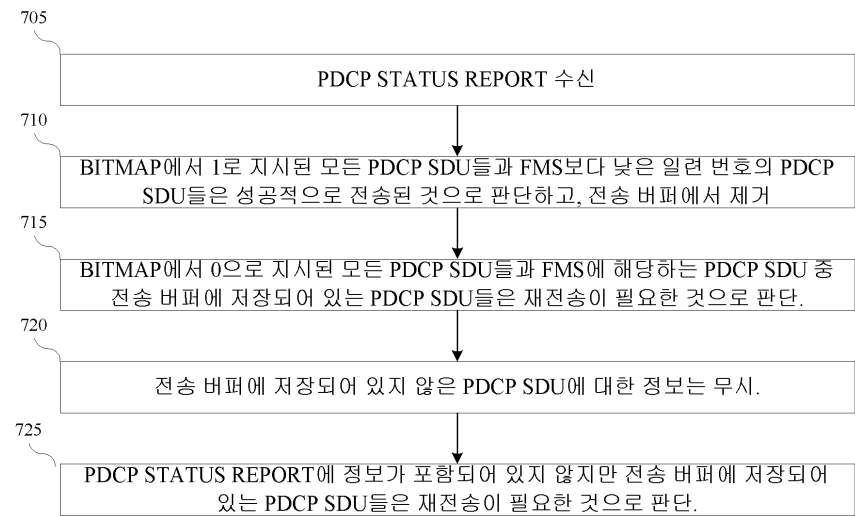 705
PDCP STATUS REPORT 수신
710
BITMAP에서 1로 지시된 모든 PDCP SDU들과 FMS보다 낮은 일련 번호의 PDCP
SDU들은 성공적으로 전송된 것으로 판단하고, 전송 버퍼에서 제거
715
BITMAP에서 0으로 지시된 모든 PDCP SDU들과 FMS에 해당하는 PDCP SDU 중
전송 버퍼에 저장되어 있는 PDCP SDU들은 재전송이 필요한 것으로 판단.
720
전송 버퍼에 저장되어 있지 않은 PDCP SDU에 대한 정보는 무시.
725
PDCP STATUS REPORT에 정보가 포함되어 있지 않지만 전송 버퍼에 저장되어
있는 PDCP SDU들은 재전송이 필요한 것으로 판단.